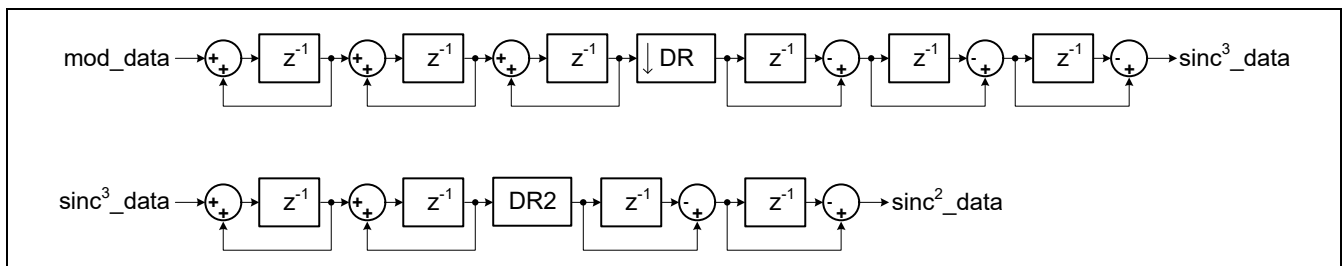 mod_data + + z⁻¹ + + z⁻¹ + + z⁻¹ ↓ DR z⁻¹ - + z⁻¹ - + z⁻¹ - + sinc³_data
sinc³_data + + z⁻¹ + + z⁻¹ DR2 z⁻¹ - + z⁻¹ - + sinc²_data